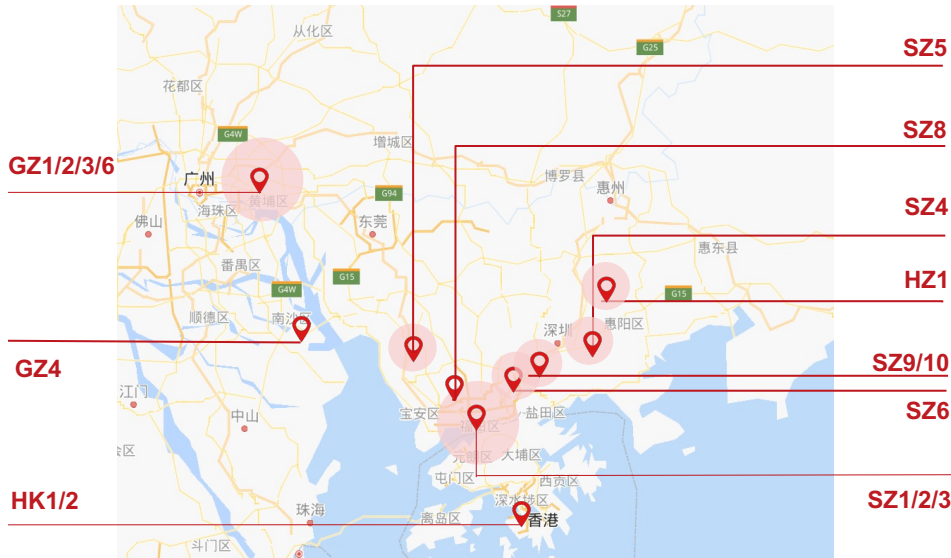 S27
从化区
G25
SZ5
花都区
G4W
增城区
SZ8
GZ1/2/3/6
广州
黄埔区
G94
博罗县
惠州
海珠区
佛山
东莞
SZ4
惠东县
番禺区
G15
G4W
HZ1
G15
顺德区
南沙区
深圳
惠阳区
GZ4
SZ9/10
江门
宝安区
盐田区
SZ6
中山
福田区
元朗区
大埔区
屯门区
西贡区
HK1/2
深水埗区
SZ1/2/3
珠海
离岛区
香港
斗门区